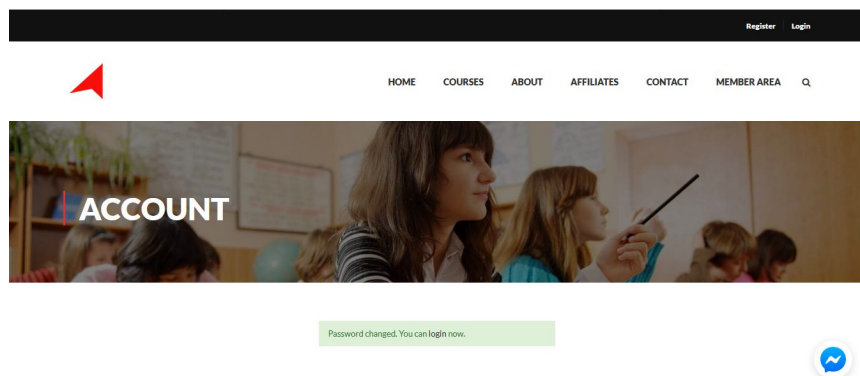 Register Login
HOME COURSES ABOUT AFFILIATES CONTACT MEMBER AREA
ACCOUNT
Password changed. You can login now.